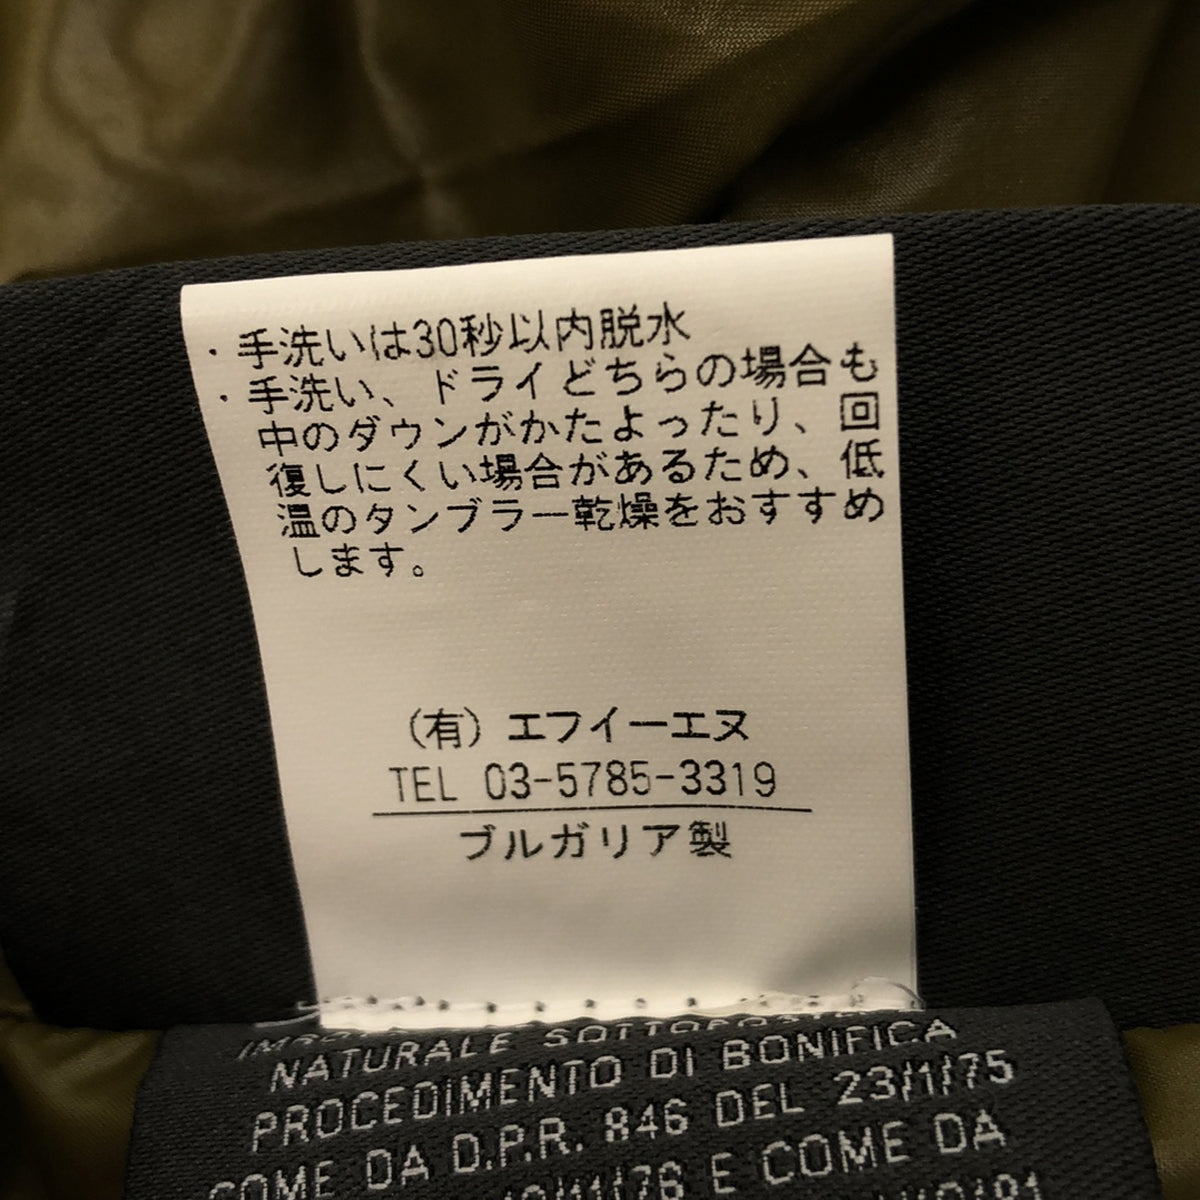 ・手洗いは30秒以内脱水
・手洗い、ドライどちらの場合も
中のダウンがかたよったり、回
復しにくい場合があるため、低
温のタンブラー乾燥をおすすめ
します。
（有）エフイーエヌ
TEL 03-5785-3319
ブルガリア製
NATURALE
PROCEDIMENTO DI BONIFICA
COME DA D.P.R. 846 DEL 23/1/75
E COME DA